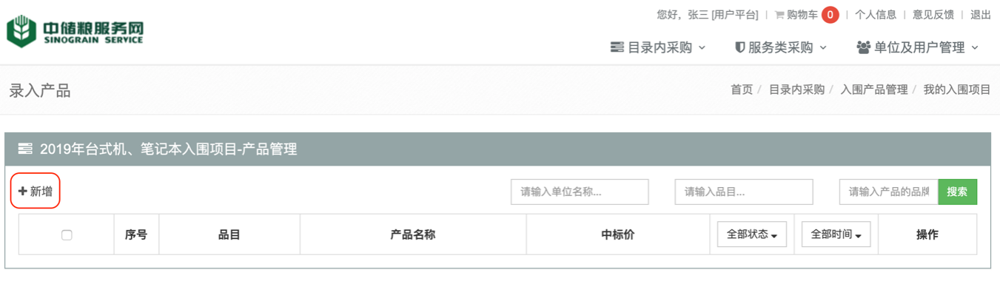 中储粮服务网
SINOGRAIN SERVICE
您好，张三 [用户平台] | 购物车 0 | 个人信息 | 意见反馈 | 退出
目录内采购 服务类采购 单位及用户管理
录入产品
首页 / 目录内采购 / 入围产品管理 / 我的入围项目
2019年台式机、笔记本入围项目-产品管理
+ 新增 请输入单位名称... 请输入品目... 请输入产品的品牌 搜索
序号 品目 产品名称 中标价 全部状态 全部时间 操作